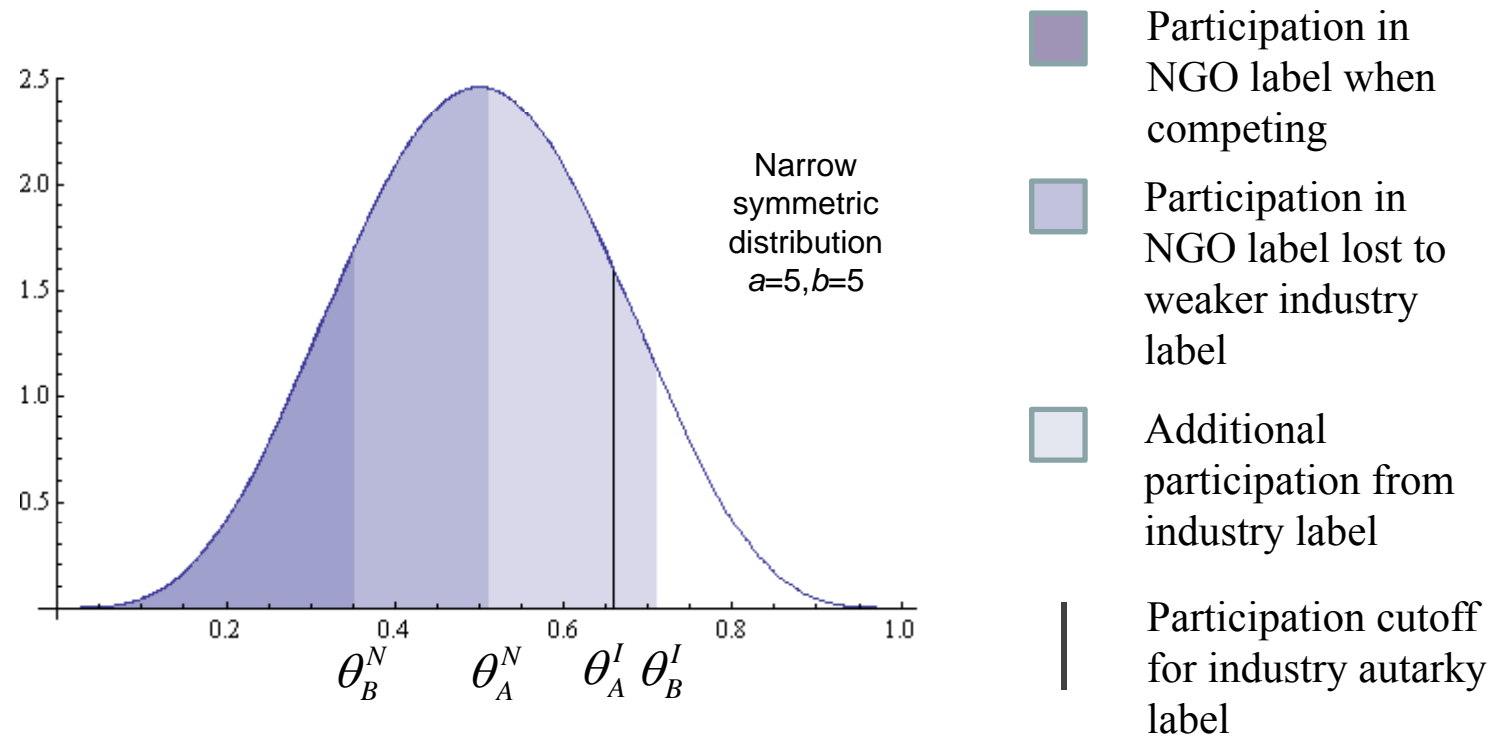 2.5
2.0
1.5
1.0
0.5
0.2 0.4 0.6 0.8 1.0
θ_B^N θ_A^N θ_A^I θ_B^I
Narrow
symmetric
distribution
a=5,b=5
Participation in
NGO label when
competing
Participation in
NGO label lost to
weaker industry
label
Additional
participation from
industry label
Participation cutoff
for industry autarky
label